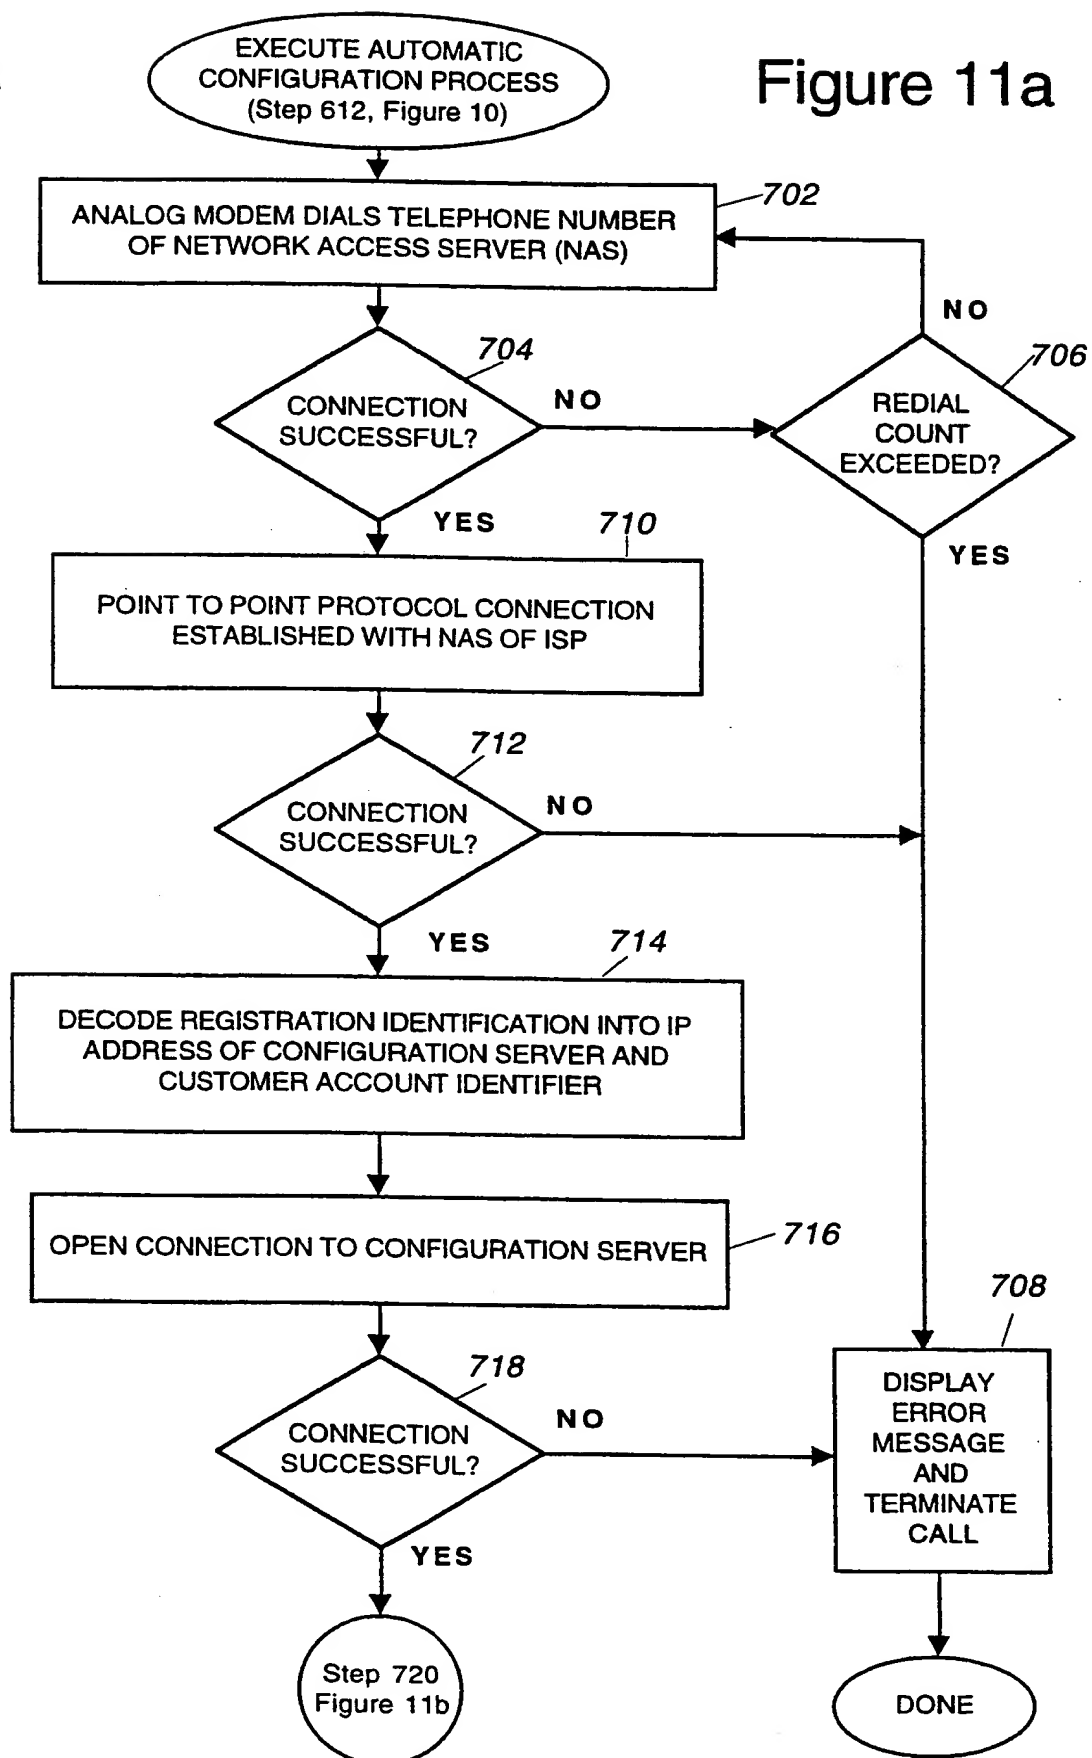 EXECUTE AUTOMATIC
CONFIGURATION PROCESS
(Step 612, Figure 10)
Figure 11a
702
ANALOG MODEM DIALS TELEPHONE NUMBER
OF NETWORK ACCESS SERVER (NAS)
NO
704
706
CONNECTION
SUCCESSFUL?
NO
REDIAL
COUNT
EXCEEDED?
YES
710
YES
POINT TO POINT PROTOCOL CONNECTION
ESTABLISHED WITH NAS OF ISP
712
CONNECTION
SUCCESSFUL?
NO
YES
714
DECODE REGISTRATION IDENTIFICATION INTO IP
ADDRESS OF CONFIGURATION SERVER AND
CUSTOMER ACCOUNT IDENTIFIER
OPEN CONNECTION TO CONFIGURATION SERVER
716
708
718
CONNECTION
SUCCESSFUL?
NO
DISPLAY
ERROR
MESSAGE
AND
TERMINATE
CALL
YES
Step 720
Figure 11b
DONE